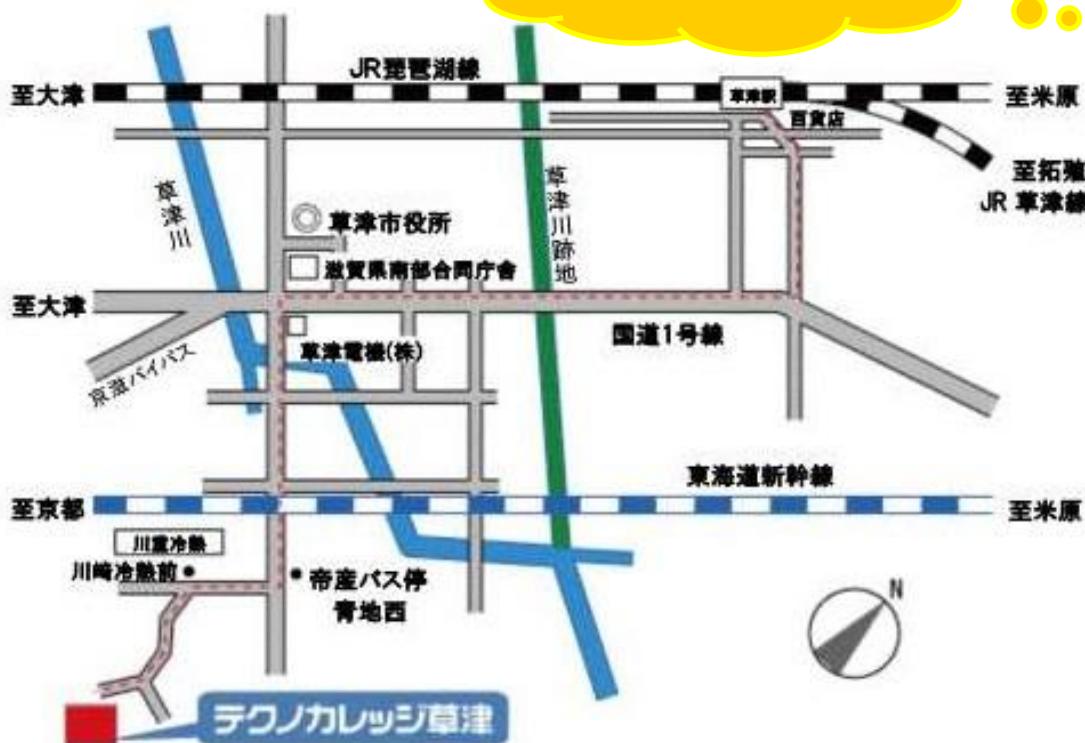 JR琵琶湖線
至大津
草津駅
至米原
百貨店
至拓殖
JR 草津線
草津川
草津市役所
草津川跡地
滋賀県南部合同庁舎
至大津
国道1号線
草津電機(株)
京滋バイパス
東海道新幹線
至京都
至米原
川重冷熱
川崎冷熱前
帝産バス停
青地西
N
テクノカレッジ草津